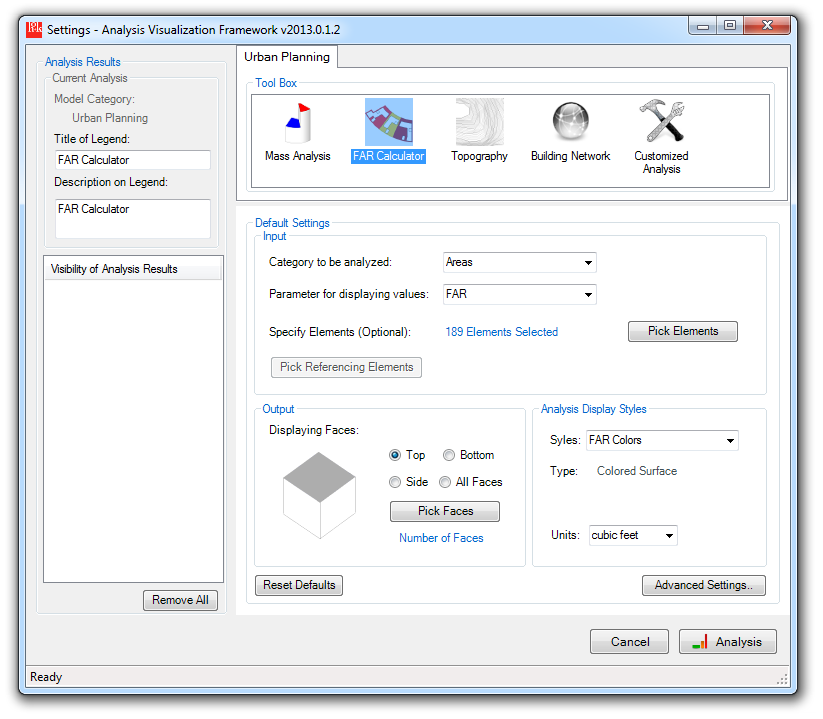 Settings - Analysis Visualization Framework v2013.0.1.2
Analysis Results
Current Analysis
Model Category:
Urban Planning
Title of Legend:
FAR Calculator
Description on Legend:
FAR Calculator
Visibility of Analysis Results
Remove All
Urban Planning
Tool Box
Mass Analysis
FAR Calculator
Topography
Building Network
Customized
Analysis
Default Settings
Input
Category to be analyzed:
Areas
Parameter for displaying values:
FAR
Specify Elements (Optional):
189 Elements Selected
Pick Elements
Pick Referencing Elements
Output
Displaying Faces:
Top
Bottom
Side
All Faces
Pick Faces
Number of Faces
Analysis Display Styles
Syles:
FAR Colors
Type:
Colored Surface
Units:
cubic feet
Reset Defaults
Advanced Settings..
Cancel
Analysis
Ready